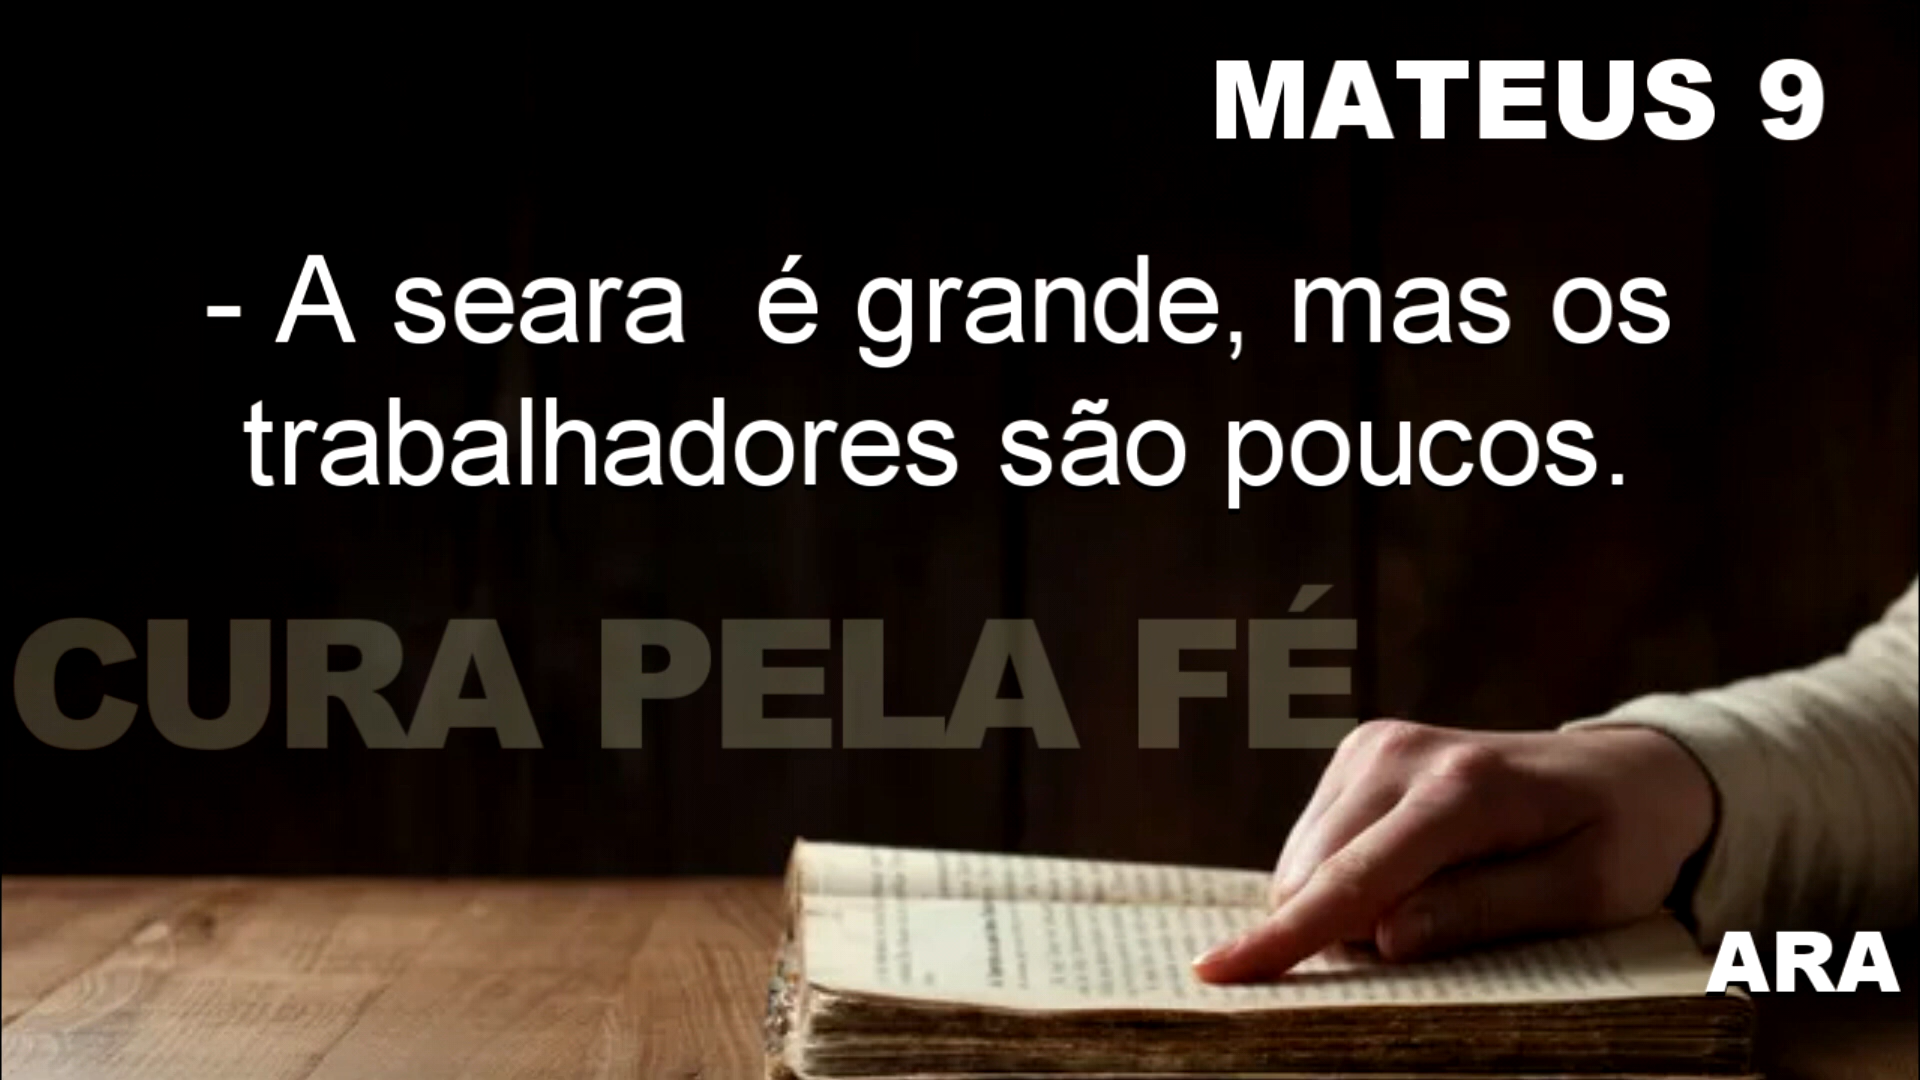 MATEUS 9
- A seara é grande, mas os
trabalhadores são poucos.
CURA PELA FÉ
ARA